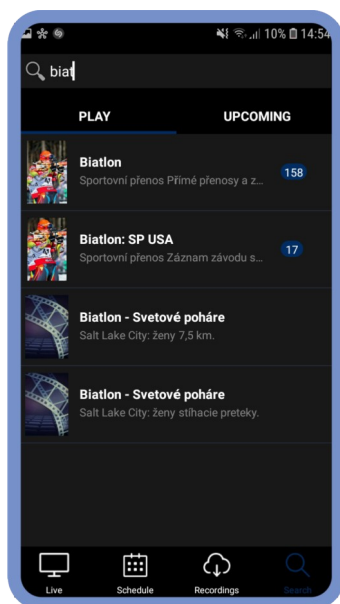 10% 14:54
biat
PLAY UPCOMING
Biatlon
Sportovní přenos Přímé přenosy a z...
158
Biatlon: SP USA
Sportovní přenos Záznam závodu s...
17
Biatlon - Svetové poháre
Salt Lake City: ženy 7,5 km.
Biatlon - Svetové poháre
Salt Lake City: ženy stíhacie preteky.
Live Schedule Recordings Search